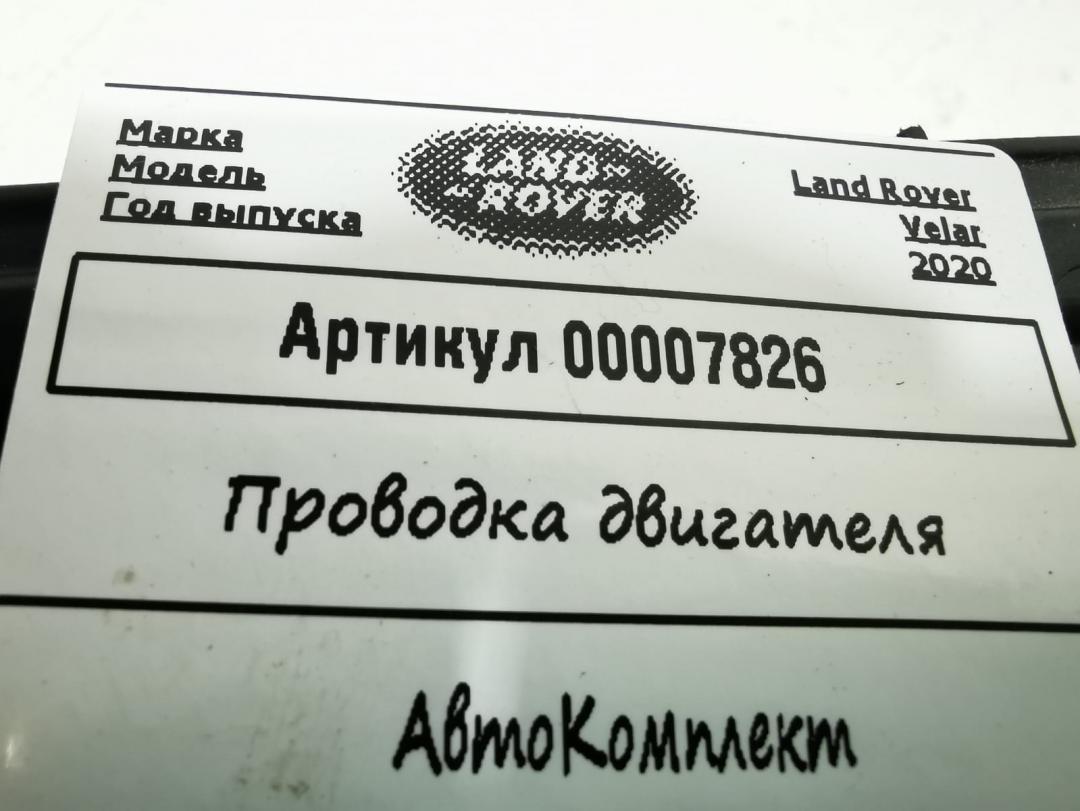 Марка
Модель
Год выпуска
LAND
ROVER
Land Rover
Velar
2020
Артикул 00007826
Проводка двигателя
АвтоКомплект